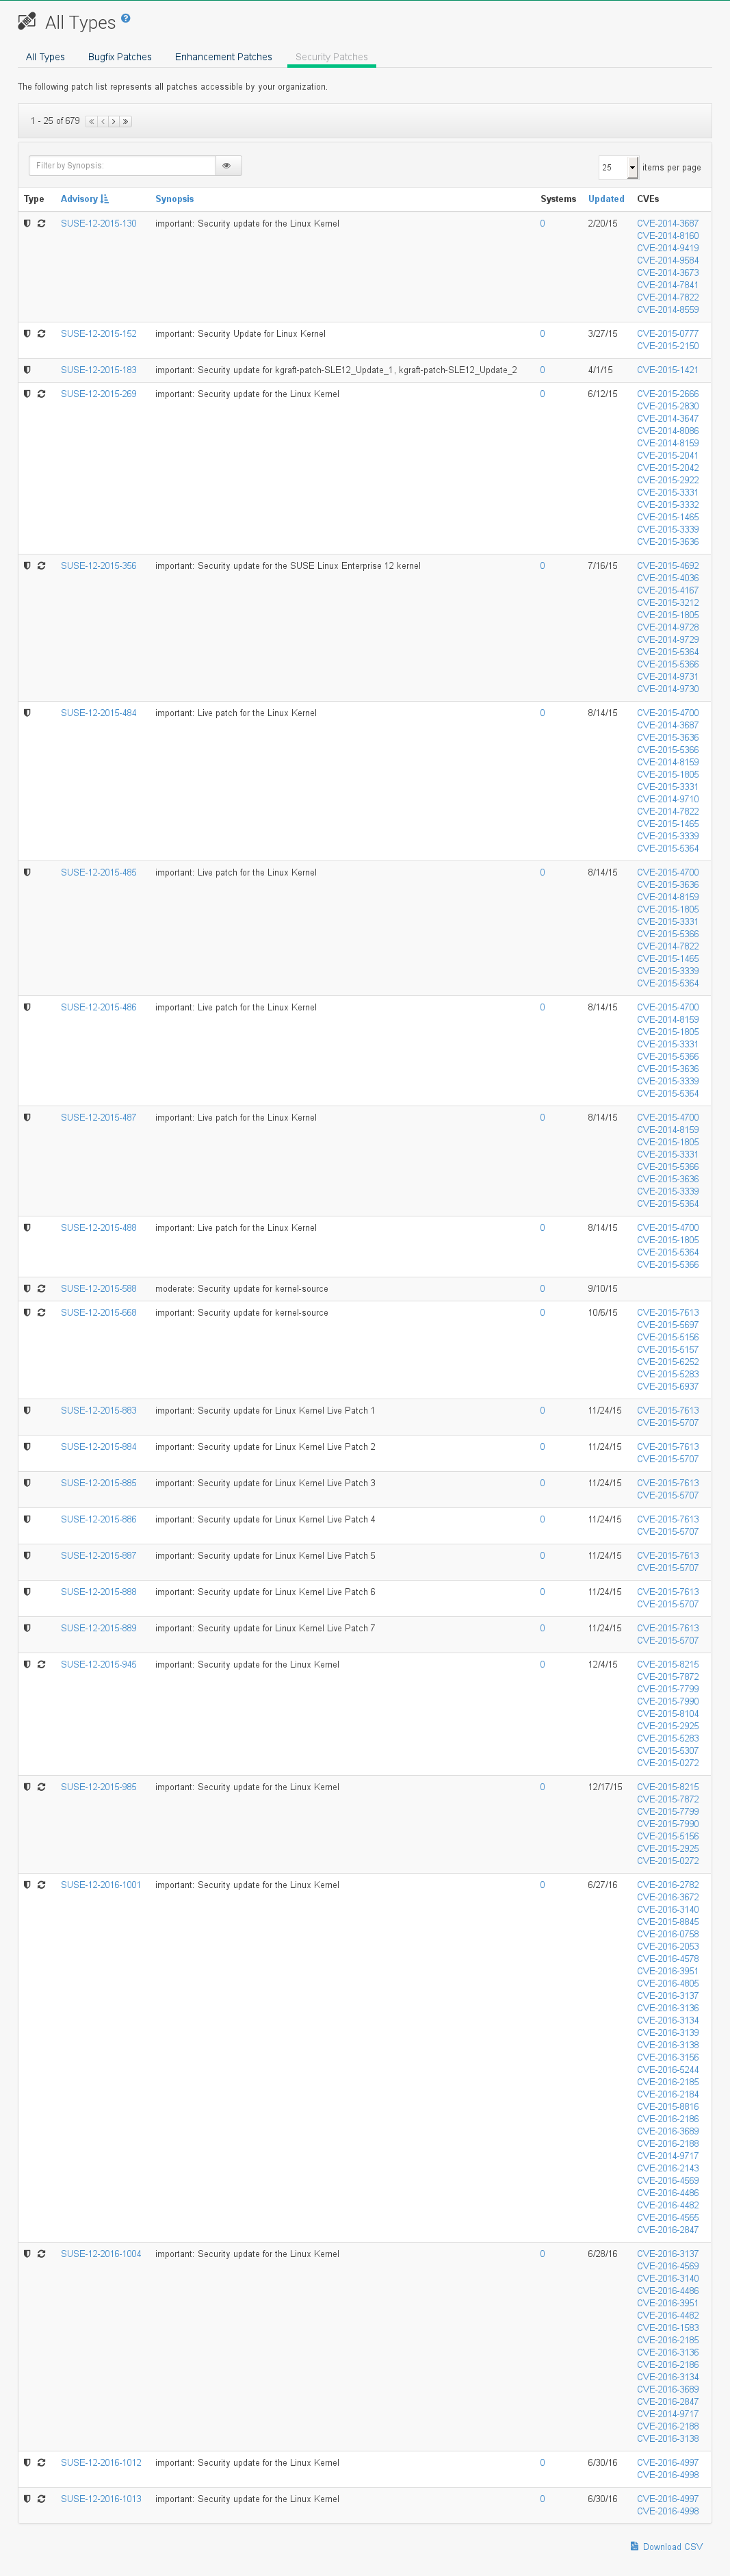 All Types
All Types Bugfix Patches Enhancement Patches Security Patches
The following patch list represents all patches accessible by your organization.
1 - 25 of 679
Filter by Synopsis: 25 items per page
Type Advisory Synopsis Systems Updated CVEs
SUSE-12-2015-130 important: Security update for the Linux Kernel 0 2/20/15 CVE-2014-3687
CVE-2014-8160
CVE-2014-9419
CVE-2014-9584
CVE-2014-3673
CVE-2014-7841
CVE-2014-7822
CVE-2014-8559
SUSE-12-2015-152 important: Security Update for Linux Kernel 0 3/27/15 CVE-2015-0777
CVE-2015-2150
SUSE-12-2015-183 important: Security update for kgraft-patch-SLE12_Update_1, kgraft-patch-SLE12_Update_2 0 4/1/15 CVE-2015-1421
SUSE-12-2015-269 important: Security update for the Linux Kernel 0 6/12/15 CVE-2015-2666
CVE-2015-2830
CVE-2014-3647
CVE-2014-8086
CVE-2014-8159
CVE-2015-2041
CVE-2015-2042
CVE-2015-2922
CVE-2015-3331
CVE-2015-3332
CVE-2015-1465
CVE-2015-3339
CVE-2015-3636
SUSE-12-2015-356 important: Security update for the SUSE Linux Enterprise 12 kernel 0 7/16/15 CVE-2015-4692
CVE-2015-4036
CVE-2015-4167
CVE-2015-3212
CVE-2015-1805
CVE-2014-9728
CVE-2014-9729
CVE-2015-5364
CVE-2015-5366
CVE-2014-9731
CVE-2014-9730
SUSE-12-2015-484 important: Live patch for the Linux Kernel 0 8/14/15 CVE-2015-4700
CVE-2014-3687
CVE-2015-3636
CVE-2015-5366
CVE-2014-8159
CVE-2015-1805
CVE-2015-3331
CVE-2014-9710
CVE-2014-7822
CVE-2015-1465
CVE-2015-3339
CVE-2015-5364
SUSE-12-2015-485 important: Live patch for the Linux Kernel 0 8/14/15 CVE-2015-4700
CVE-2015-3636
CVE-2014-8159
CVE-2015-1805
CVE-2015-3331
CVE-2015-5366
CVE-2014-7822
CVE-2015-1465
CVE-2015-3339
CVE-2015-5364
SUSE-12-2015-486 important: Live patch for the Linux Kernel 0 8/14/15 CVE-2015-4700
CVE-2014-8159
CVE-2015-1805
CVE-2015-3331
CVE-2015-5366
CVE-2015-3636
CVE-2015-3339
CVE-2015-5364
SUSE-12-2015-487 important: Live patch for the Linux Kernel 0 8/14/15 CVE-2015-4700
CVE-2014-8159
CVE-2015-1805
CVE-2015-3331
CVE-2015-5366
CVE-2015-3636
CVE-2015-3339
CVE-2015-5364
SUSE-12-2015-488 important: Live patch for the Linux Kernel 0 8/14/15 CVE-2015-4700
CVE-2015-1805
CVE-2015-5364
CVE-2015-5366
SUSE-12-2015-588 moderate: Security update for kernel-source 0 9/10/15
SUSE-12-2015-668 important: Security update for kernel-source 0 10/6/15 CVE-2015-7613
CVE-2015-5697
CVE-2015-5156
CVE-2015-5157
CVE-2015-6252
CVE-2015-5283
CVE-2015-6937
SUSE-12-2015-883 important: Security update for Linux Kernel Live Patch 1 0 11/24/15 CVE-2015-7613
CVE-2015-5707
SUSE-12-2015-884 important: Security update for Linux Kernel Live Patch 2 0 11/24/15 CVE-2015-7613
CVE-2015-5707
SUSE-12-2015-885 important: Security update for Linux Kernel Live Patch 3 0 11/24/15 CVE-2015-7613
CVE-2015-5707
SUSE-12-2015-886 important: Security update for Linux Kernel Live Patch 4 0 11/24/15 CVE-2015-7613
CVE-2015-5707
SUSE-12-2015-887 important: Security update for Linux Kernel Live Patch 5 0 11/24/15 CVE-2015-7613
CVE-2015-5707
SUSE-12-2015-888 important: Security update for Linux Kernel Live Patch 6 0 11/24/15 CVE-2015-7613
CVE-2015-5707
SUSE-12-2015-889 important: Security update for Linux Kernel Live Patch 7 0 11/24/15 CVE-2015-7613
CVE-2015-5707
SUSE-12-2015-945 important: Security update for the Linux Kernel 0 12/4/15 CVE-2015-8215
CVE-2015-7872
CVE-2015-7799
CVE-2015-7990
CVE-2015-8104
CVE-2015-2925
CVE-2015-5283
CVE-2015-5307
CVE-2015-0272
SUSE-12-2015-985 important: Security update for the Linux Kernel 0 12/17/15 CVE-2015-8215
CVE-2015-7872
CVE-2015-7799
CVE-2015-7990
CVE-2015-5156
CVE-2015-2925
CVE-2015-0272
SUSE-12-2016-1001 important: Security update for the Linux Kernel 0 6/27/16 CVE-2016-2782
CVE-2016-3672
CVE-2016-3140
CVE-2015-8845
CVE-2016-0758
CVE-2016-2053
CVE-2016-4578
CVE-2016-3951
CVE-2016-4805
CVE-2016-3137
CVE-2016-3136
CVE-2016-3134
CVE-2016-3139
CVE-2016-3138
CVE-2016-3156
CVE-2016-5244
CVE-2016-2185
CVE-2016-2184
CVE-2015-8816
CVE-2016-2186
CVE-2016-3689
CVE-2016-2188
CVE-2014-9717
CVE-2016-2143
CVE-2016-4569
CVE-2016-4486
CVE-2016-4482
CVE-2016-4565
CVE-2016-2847
SUSE-12-2016-1004 important: Security update for the Linux Kernel 0 6/28/16 CVE-2016-3137
CVE-2016-4569
CVE-2016-3140
CVE-2016-4486
CVE-2016-3951
CVE-2016-4482
CVE-2016-1583
CVE-2016-2185
CVE-2016-3136
CVE-2016-2186
CVE-2016-3134
CVE-2016-3689
CVE-2016-2847
CVE-2014-9717
CVE-2016-2188
CVE-2016-3138
SUSE-12-2016-1012 important: Security update for the Linux Kernel 0 6/30/16 CVE-2016-4997
CVE-2016-4998
SUSE-12-2016-1013 important: Security update for the Linux Kernel 0 6/30/16 CVE-2016-4997
CVE-2016-4998
Download CSV